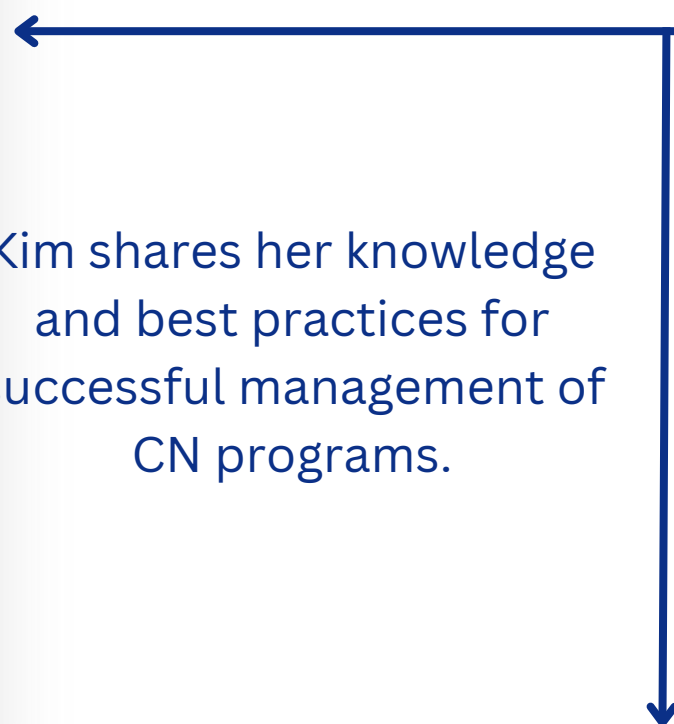 Kim shares her knowledge
and best practices for
uccessful management of
CN programs.